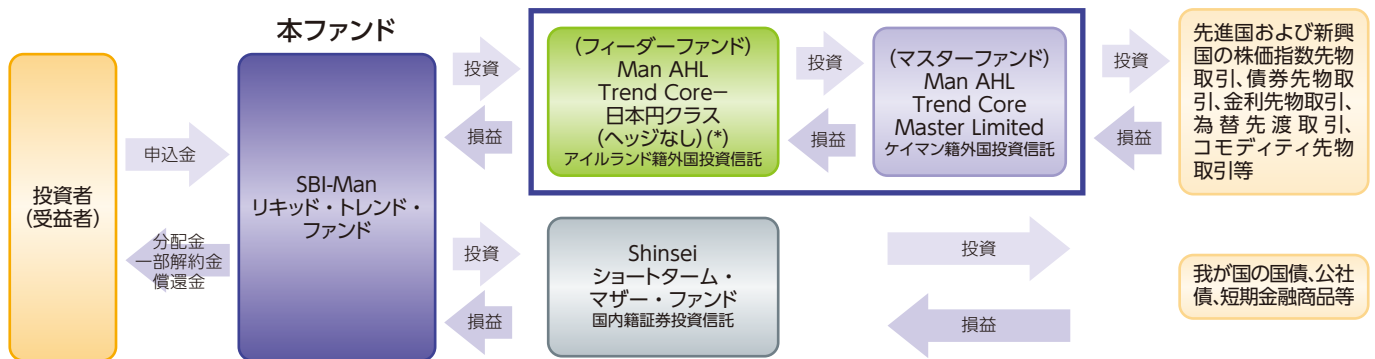 本ファンド
投資者
(受益者)
申込金
分配金
一部解約金
償還金
SBI-Man
リキッド・トレンド・
ファンド
投資
損益
(フィーダーファンド)
Man AHL
Trend Core－
日本円クラス
(ヘッジなし)(*)
アイルランド籍外国投資信託
投資
損益
(マスターファンド)
Man AHL
Trend Core
Master Limited
ケイマン籍外国投資信託
投資
損益
先進国および新興
国の株価指数先物
取引、債券先物取
引、金利先物取引、
為替先渡取引、
コモディティ先物
取引等
投資
損益
Shinsei
ショートターム・
マザー・ファンド
国内籍証券投資信託
投資
損益
我が国の国債、公社
債、短期金融商品等